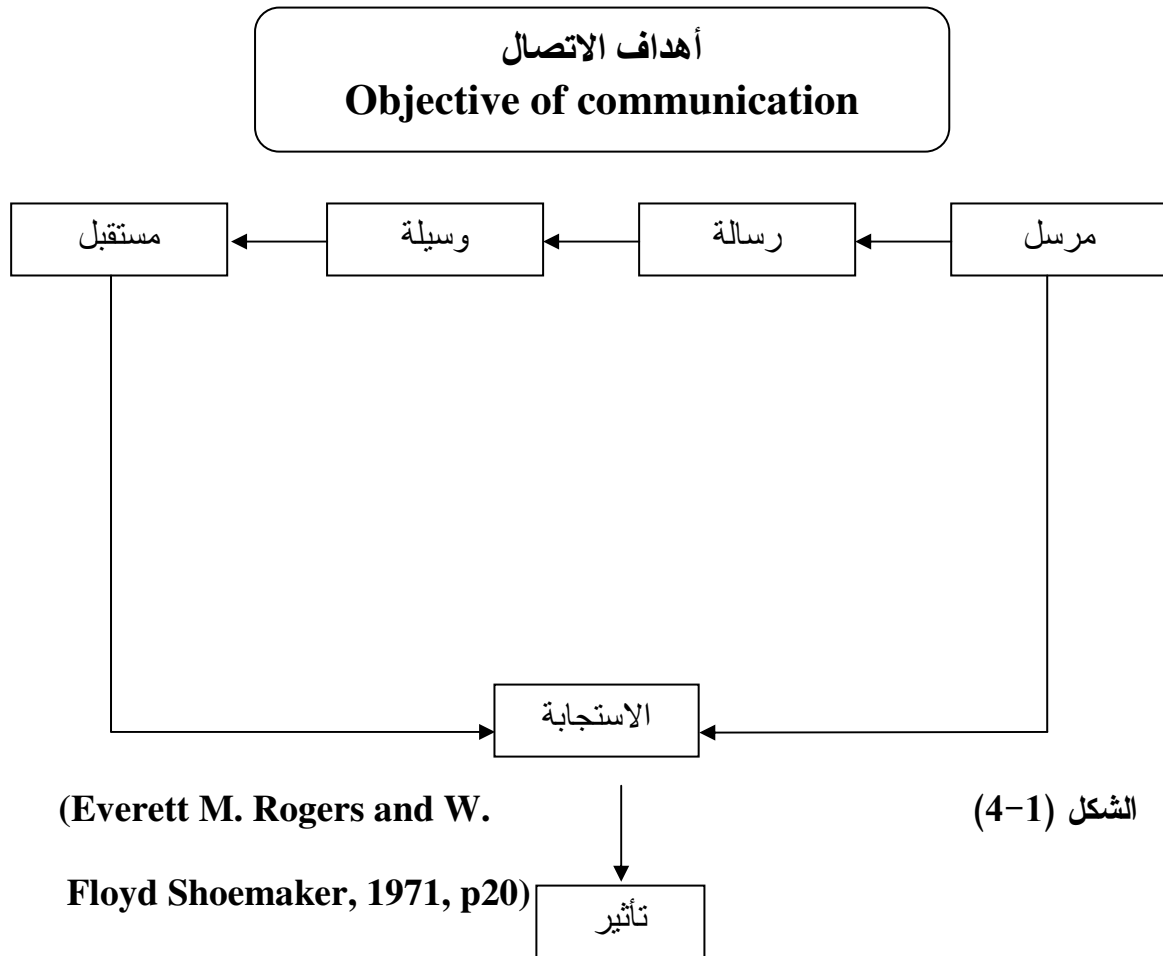 أهداف الاتصال
Objective of communication
مرسل
رسالة
وسيلة
مستقبل
الاستجابة
الشكل (1-4)
(Everett M. Rogers and W.
Floyd Shoemaker, 1971, p20)
تأثير